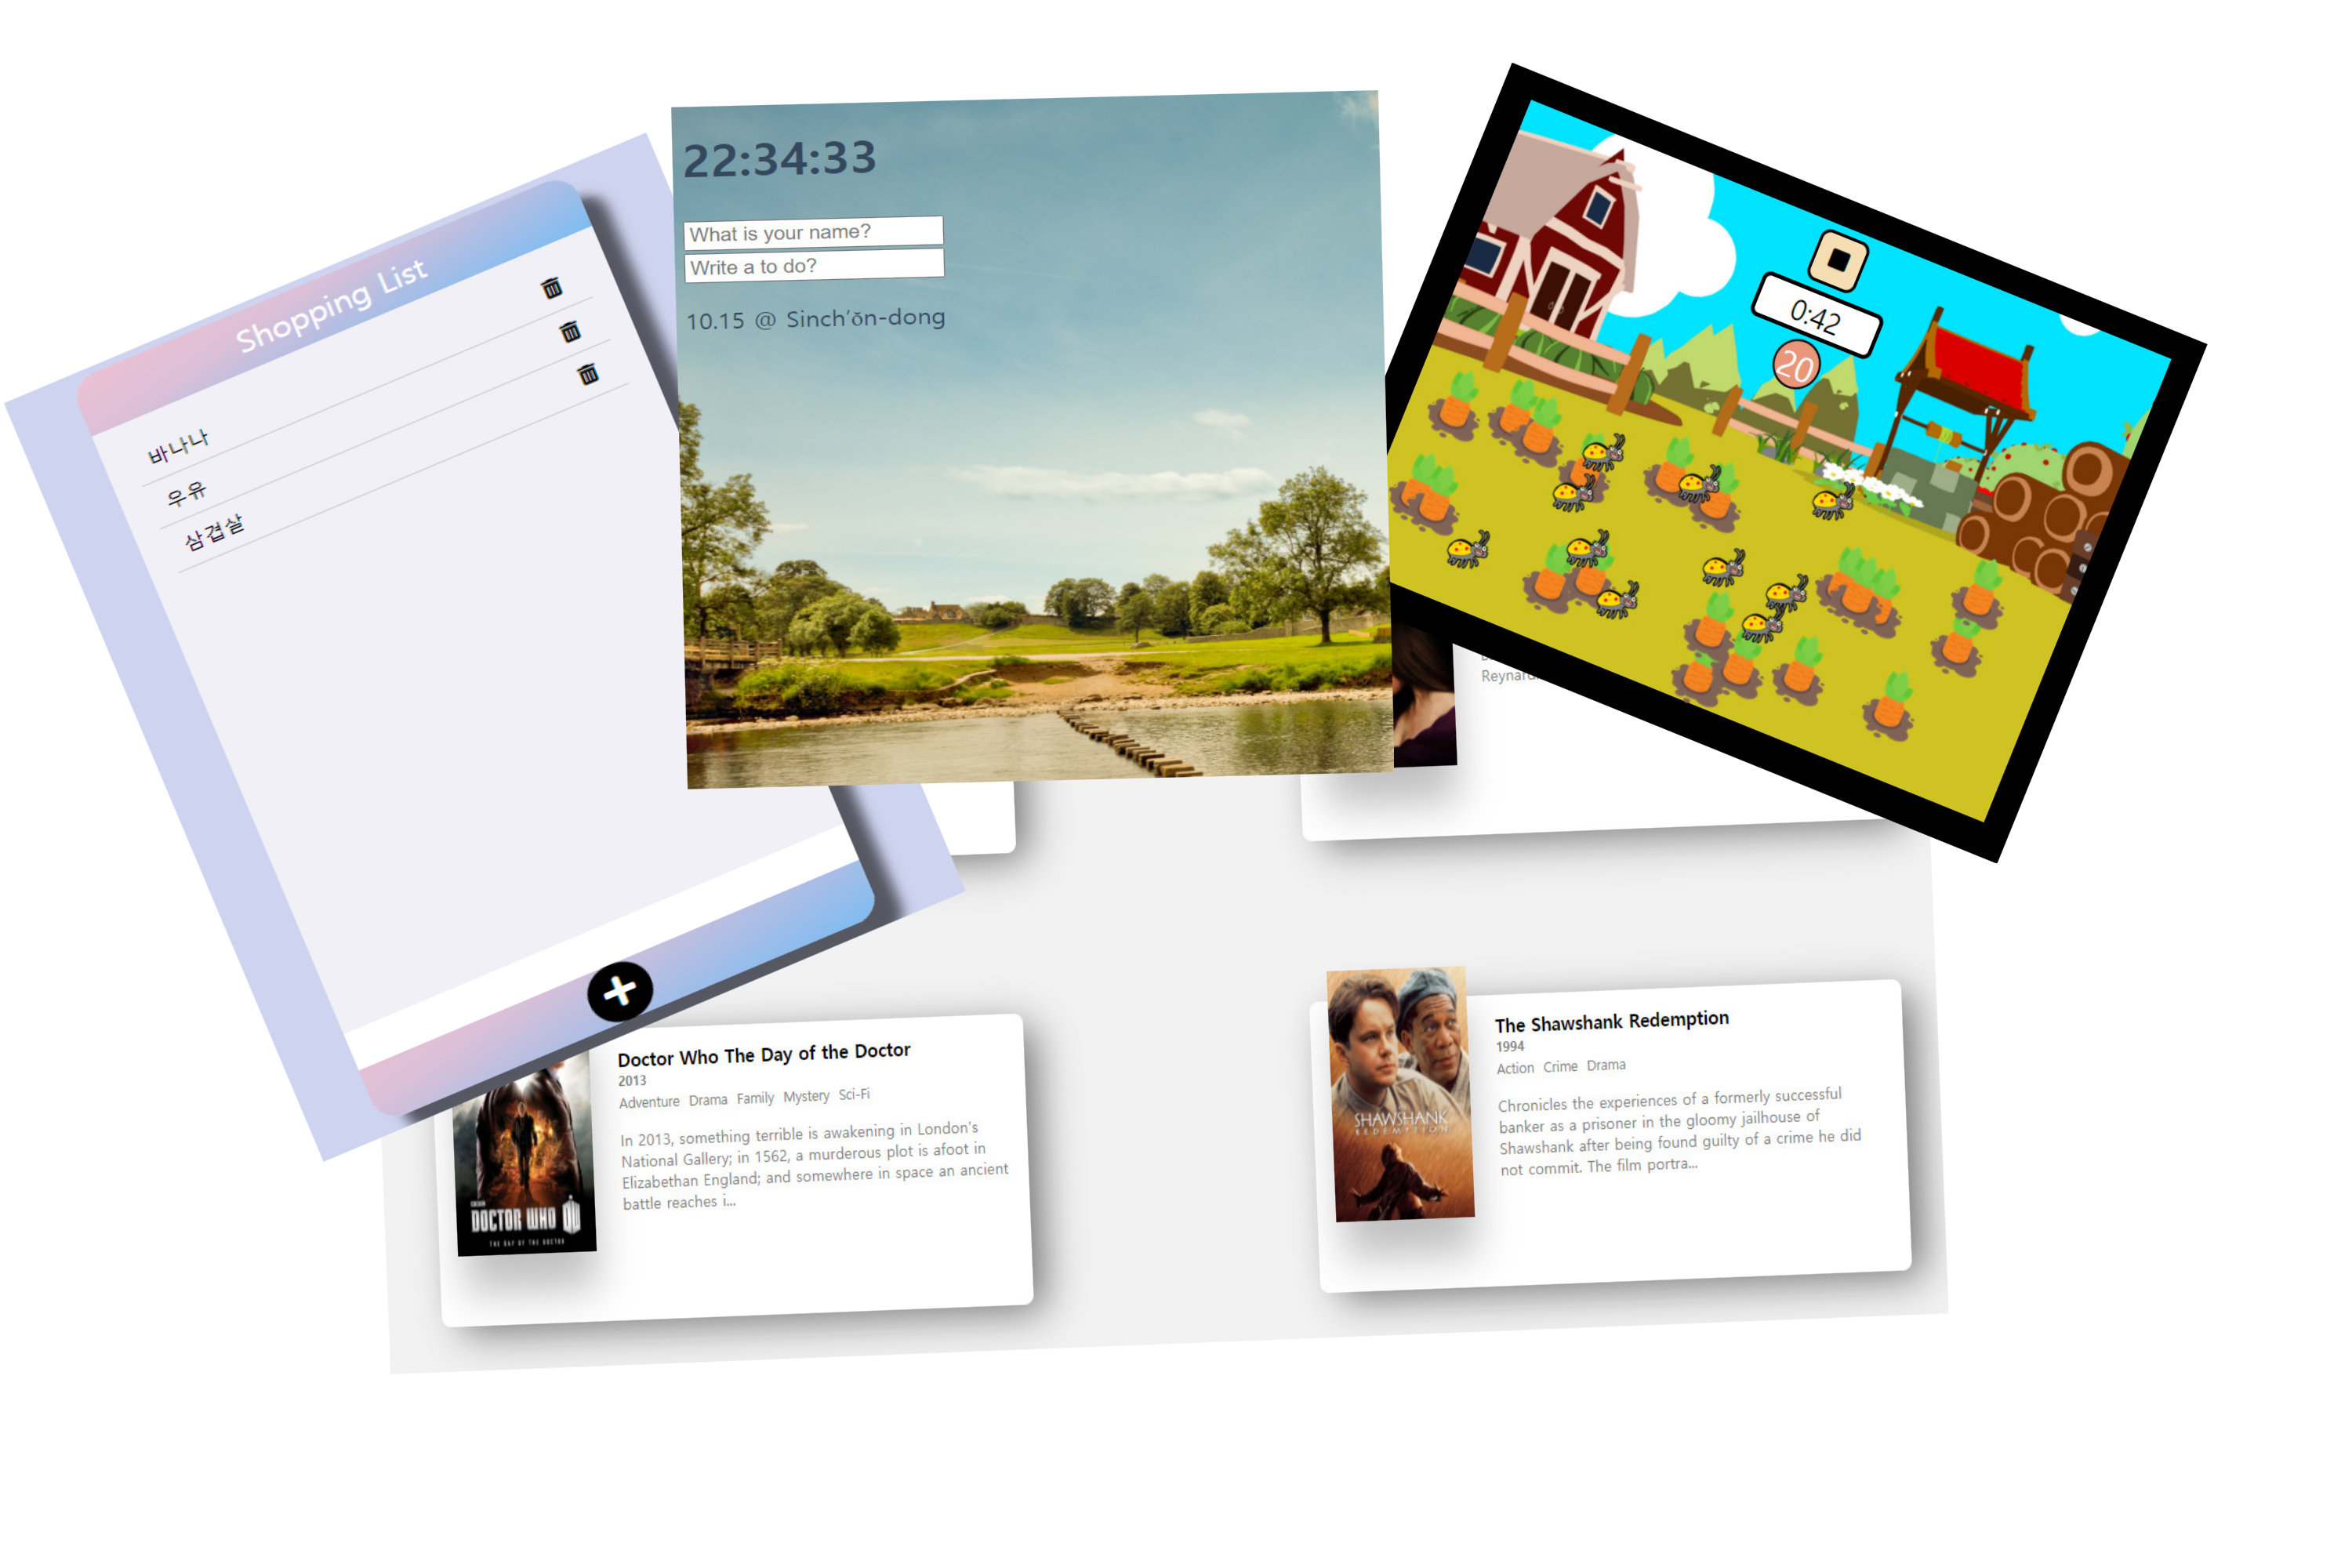 Shopping List
바나나
우유
삼겹살
22:34:33
What is your name?
Write a to do?
10.15 @ Sinch'ŏn-dong
0:42
20
Doctor Who The Day of the Doctor
2013
Adventure Drama Family Mystery Sci-Fi
In 2013, something terrible is awakening in London's
National Gallery; in 1562, a murderous plot is afoot in
Elizabethan England; and somewhere in space an ancient
battle reaches i...
DOCTOR WHO
THE DAY OF THE DOCTOR
The Shawshank Redemption
1994
Action Crime Drama
Chronicles the experiences of a formerly successful
banker as a prisoner in the gloomy jailhouse of
Shawshank after being found guilty of a crime he did
not commit. The film portra...
SHAWSHANK
REDEMPTION